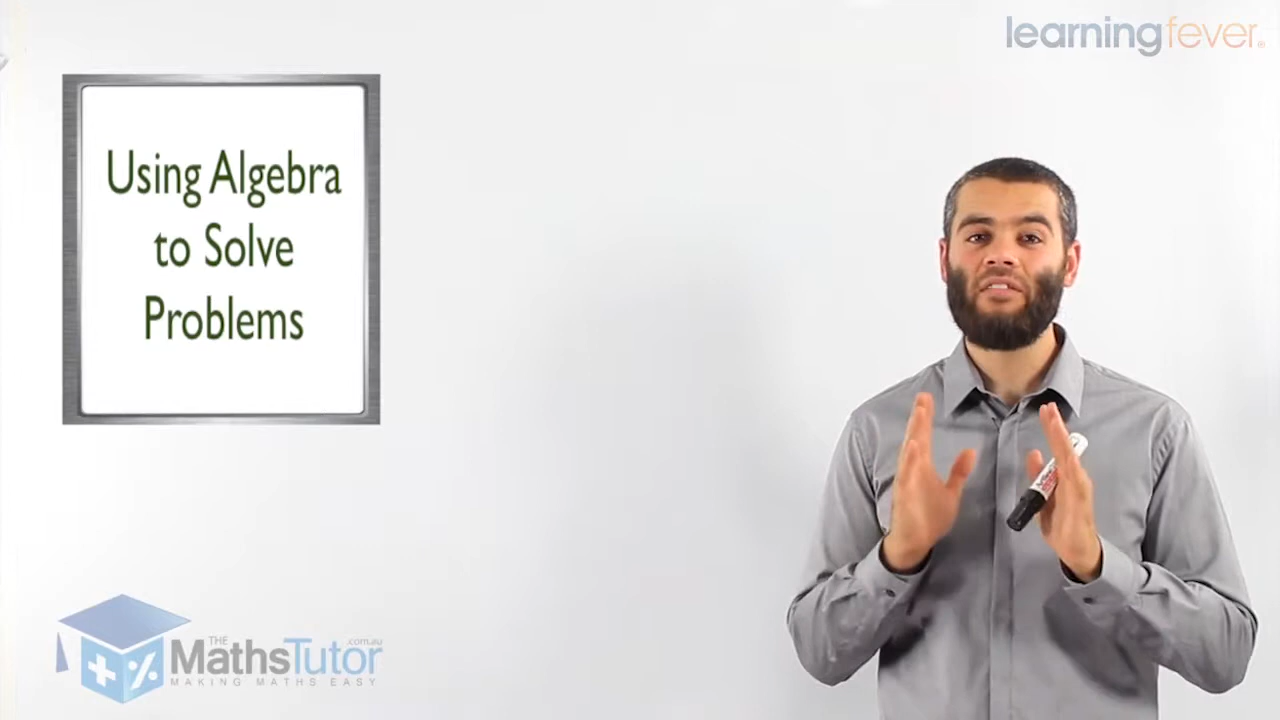 learningfever
Using Algebra
to Solve
Problems
THE
MathsTutor
.com.au
MAKING MATHS EASY